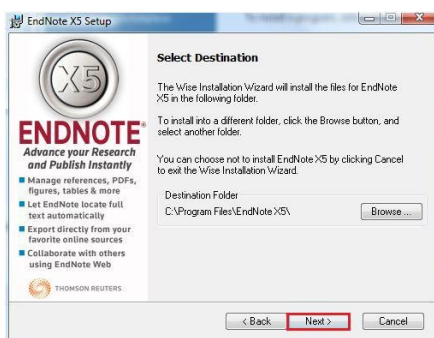 EndNote X5 Setup
X5
ENDNOTE®
Advance your Research
and Publish Instantly
Manage references, PDFs,
figures, tables & more
Let EndNote locate full
text automatically
Export directly from your
favorite online sources
Collaborate with others
using EndNote Web
THOMSON REUTERS
Select Destination
The Wise Installation Wizard will install the files for EndNote
X5 in the following folder.
To install into a different folder, click the Browse button, and
select another folder.
You can choose not to install EndNote X5 by clicking Cancel
to exit the Wise Installation Wizard.
Destination Folder
C:\Program Files\EndNote X5\
Browse ...
< Back
Next >
Cancel